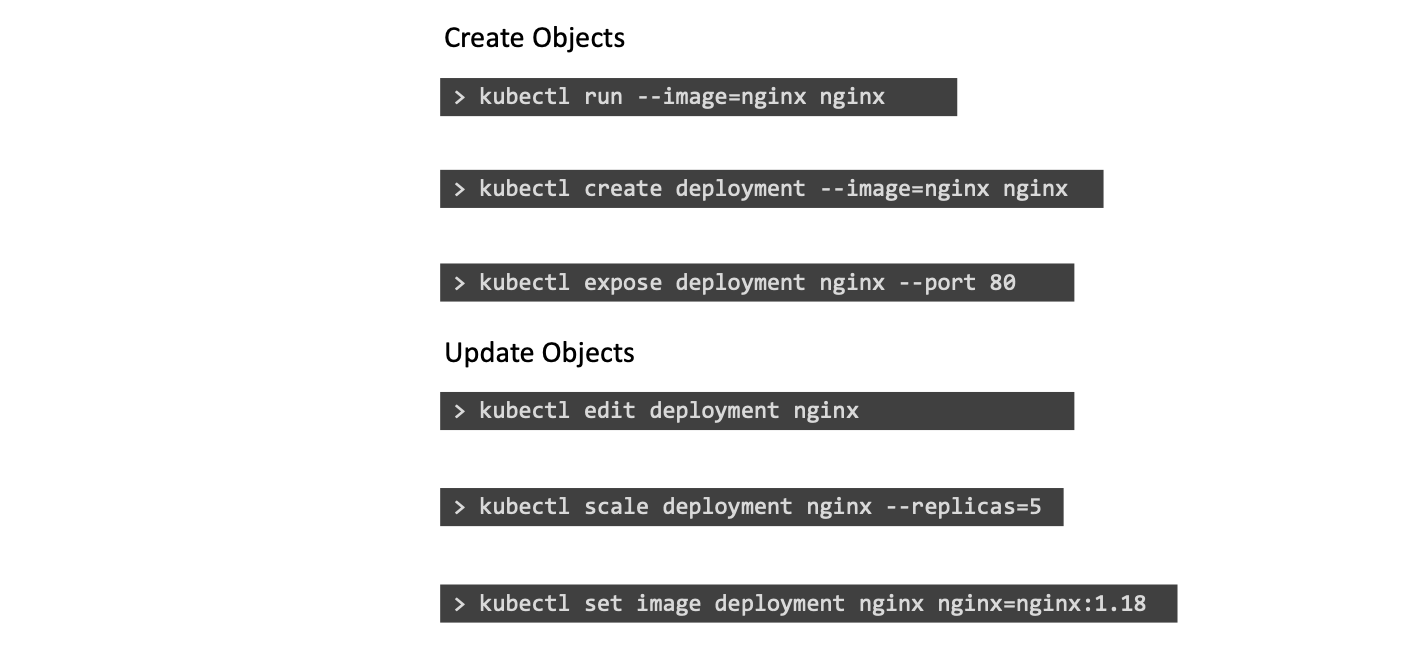 Create Objects
> kubectl run --image=nginx nginx
> kubectl create deployment --image=nginx nginx
> kubectl expose deployment nginx --port 80
Update Objects
> kubectl edit deployment nginx
> kubectl scale deployment nginx --replicas=5
> kubectl set image deployment nginx nginx=nginx:1.18